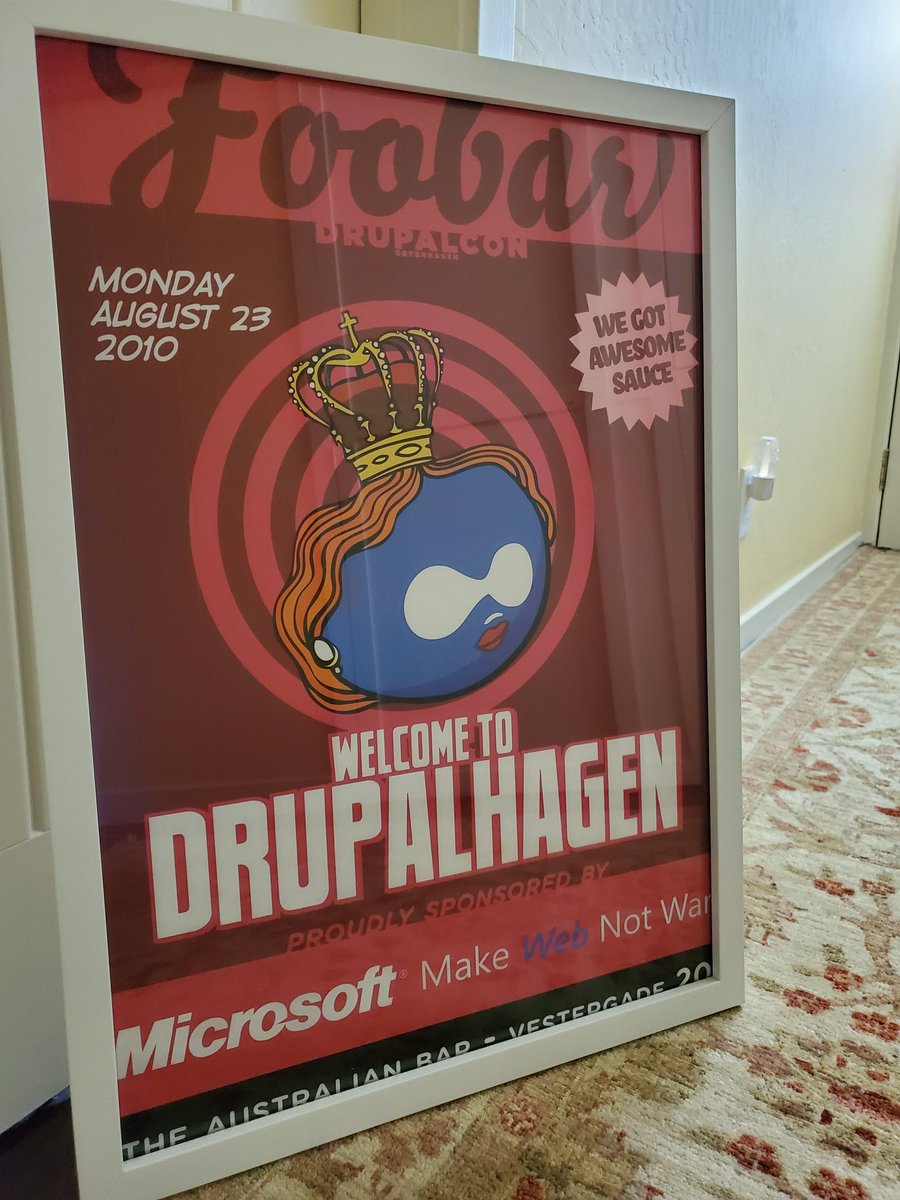 Foobar
DRUPALCON
COPENHAGEN
MONDAY
AUGUST 23
2010
WE GOT
AWESOME
SAUCE
WELCOME TO
DRUPALHAGEN
PROUDLY SPONSORED BY
Microsoft® Make Web Not War
THE AUSTRALIAN BAR - VESTERGADE 20